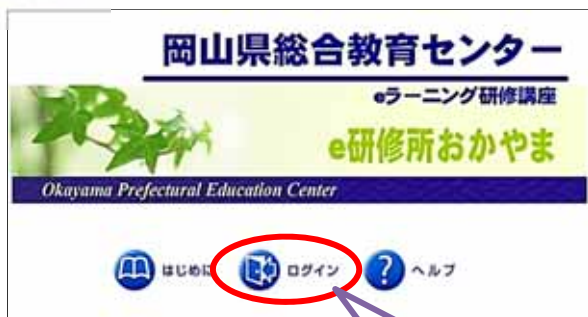 岡山県総合教育センター
eラーニング研修講座
e研修所おかやま
Okayama Prefectural Education Center
はじめに ログイン ヘルプ